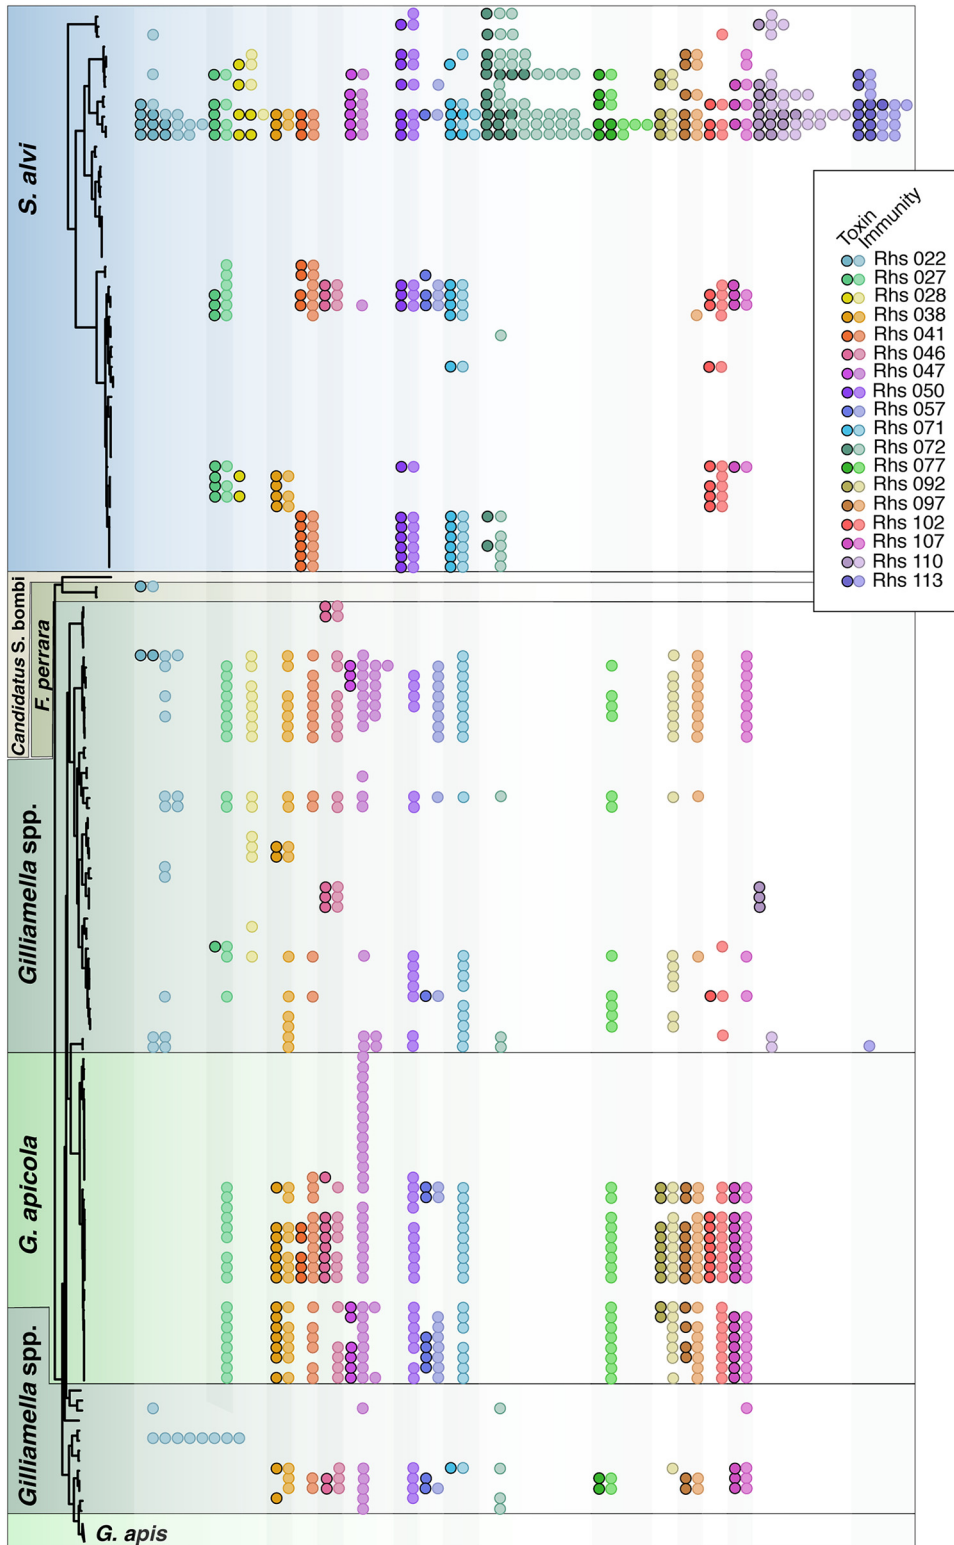 S. alvi
Toxin
Immunity
Rhs 022
Rhs 027
Rhs 028
Rhs 038
Rhs 041
Rhs 046
Rhs 047
Rhs 050
Rhs 057
Rhs 071
Rhs 072
Rhs 077
Rhs 092
Rhs 097
Rhs 102
Rhs 107
Rhs 110
Rhs 113
Candidatus S. bombi
F. perrara
Gilliamella spp.
G. apicola
Gilliamella spp.
G. apis